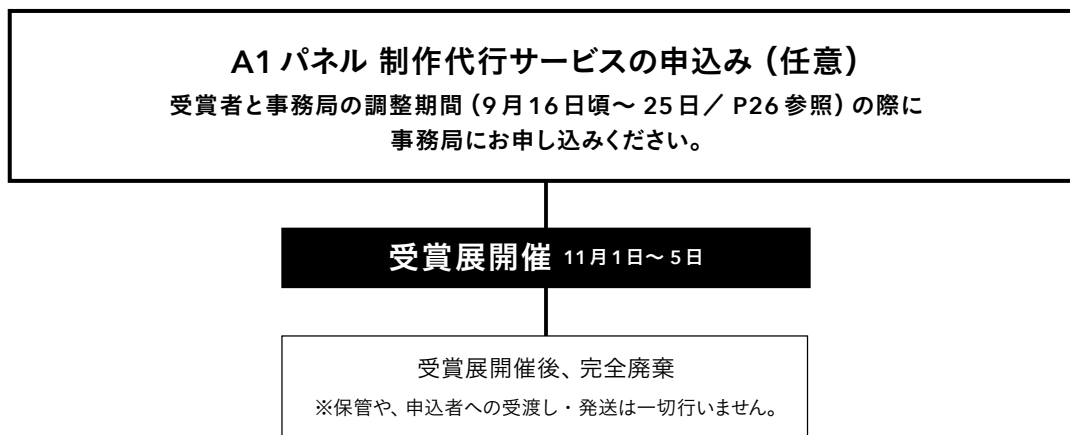 A1 パネル 制作代行サービスの申込み（任意）
受賞者と事務局の調整期間（9月16日頃～25日／P26参照）の際に
事務局にお申し込みください。
受賞展開催 11月1日～5日
受賞展開催後、完全廃棄
※保管や、申込者への受渡し・発送は一切行いません。